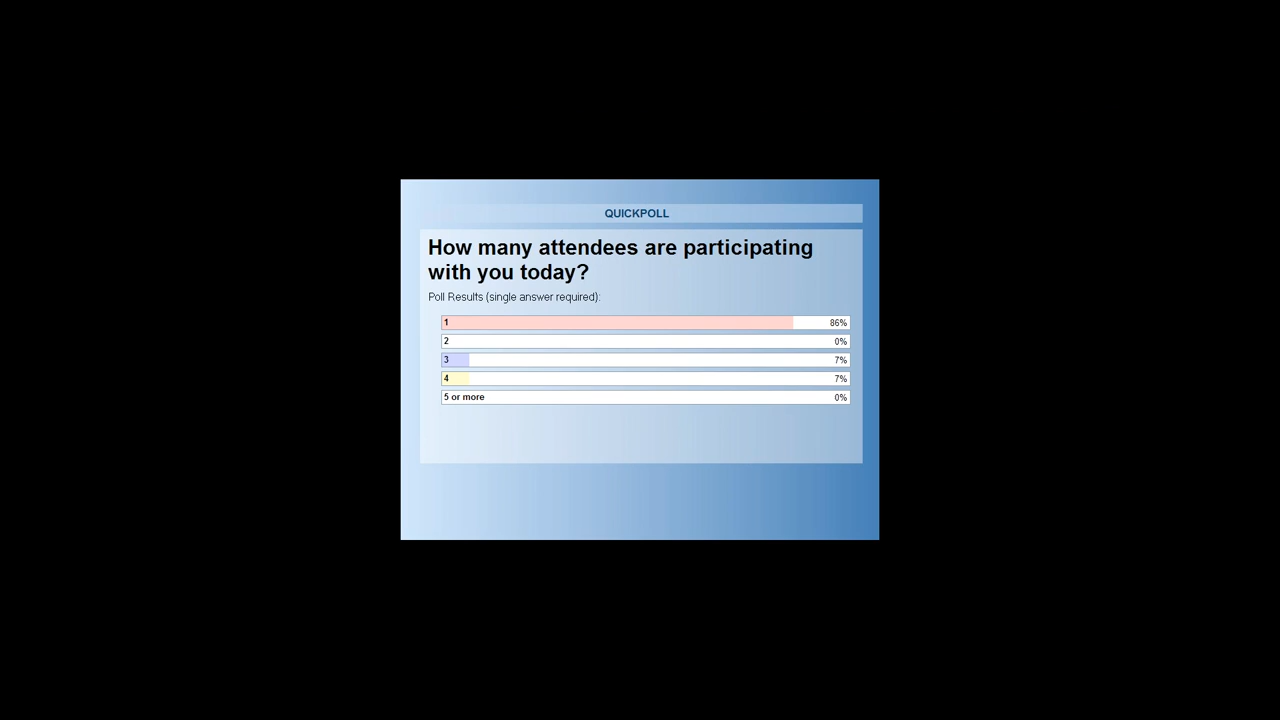 QUICKPOLL
How many attendees are participating
with you today?
Poll Results (single answer required):
1 86%
2 0%
3 7%
4 7%
5 or more 0%